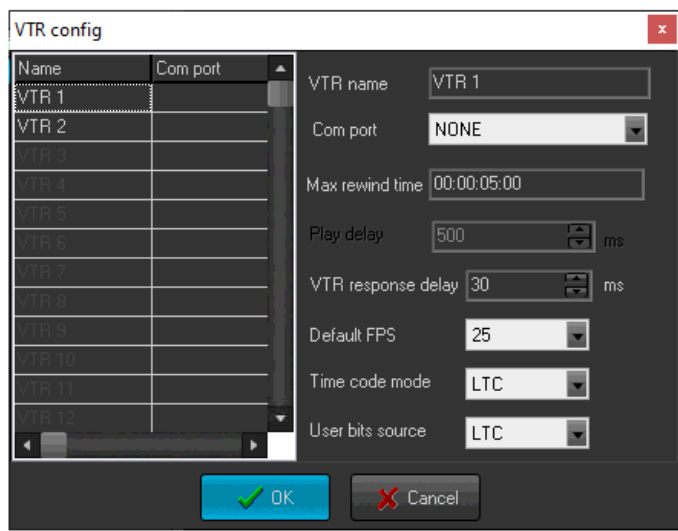 VTR config
x
Name Com port
VTR 1
VTR 2
VTR 3
VTR 4
VTR 5
VTR 6
VTR 7
VTR 8
VTR 9
VTR 10
VTR 11
VTR 12
VTR name VTR 1
Com port NONE
Max rewind time 00:00:05:00
Play delay 500 ms
VTR response delay 30 ms
Default FPS 25
Time code mode LTC
User bits source LTC
OK Cancel